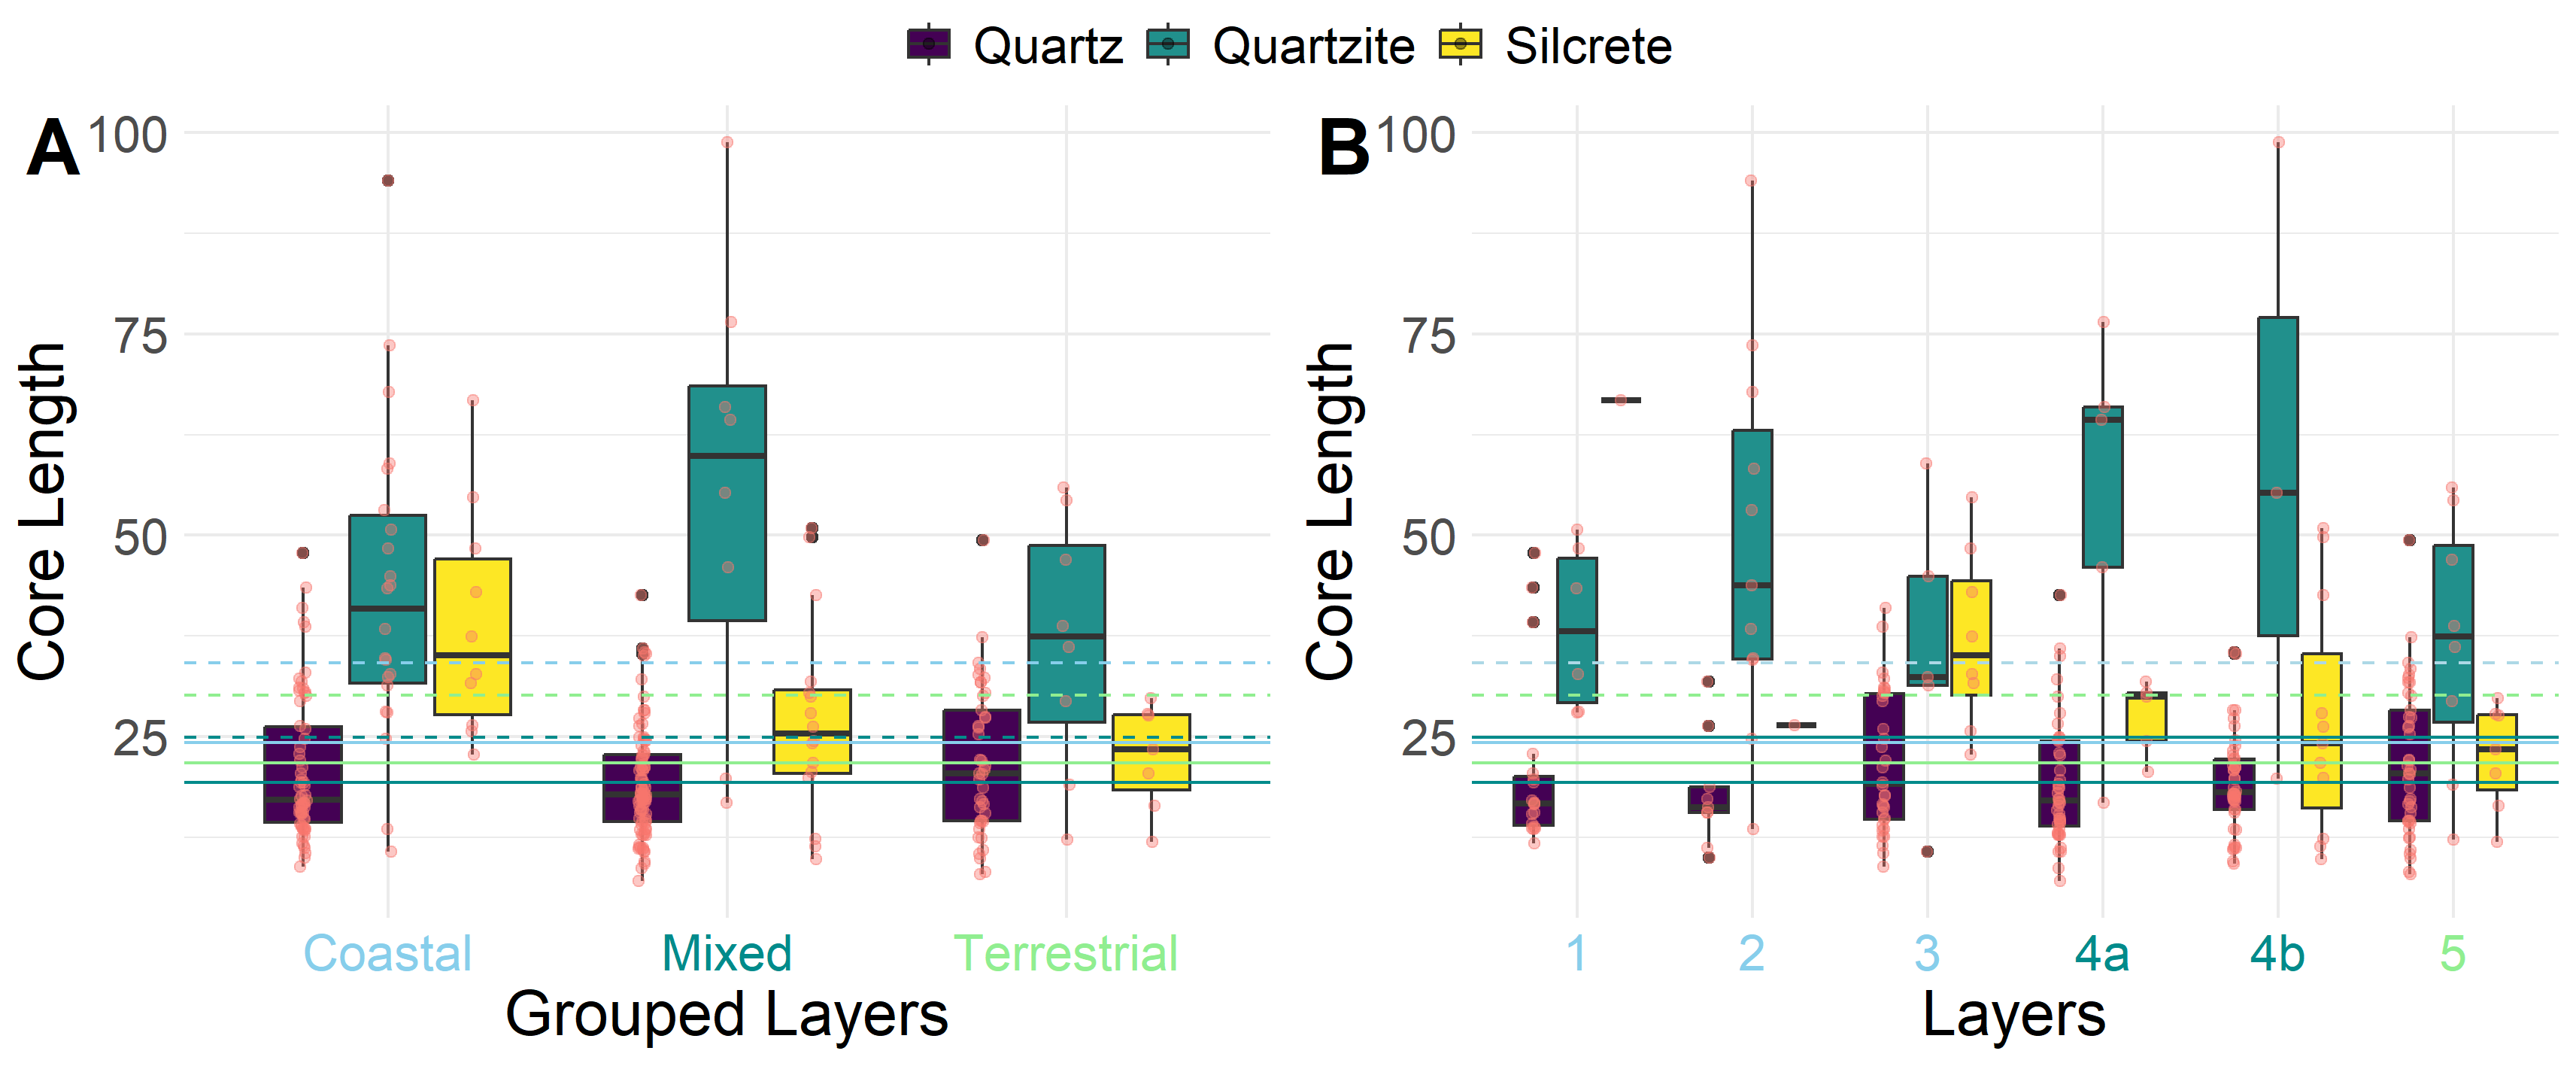 Quartz Quartzite Silcrete
A
100
75
50
25
Core Length
Coastal Mixed Terrestrial
Grouped Layers
B
100
75
50
25
Core Length
1 2 3 4a 4b 5
Layers